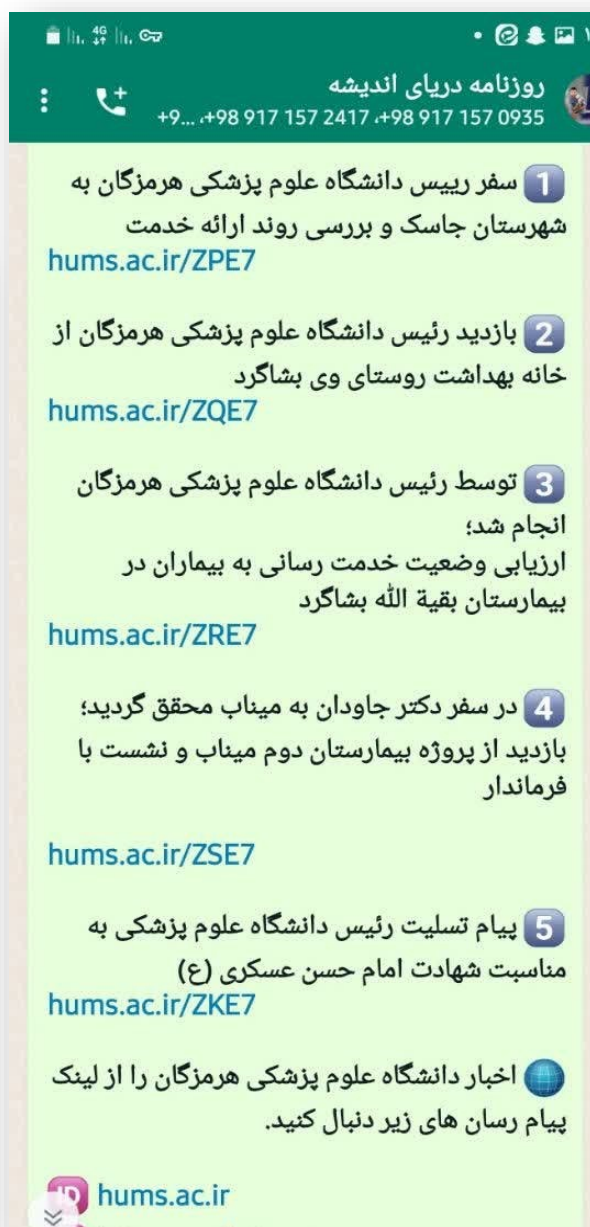 4G
روزنامه دریای اندیشه
+98 917 157 0935، +98 917 157 2417، +9...
1 سفر رییس دانشگاه علوم پزشکی هرمزگان به
شهرستان جاسک و بررسی روند ارائه خدمت
hums.ac.ir/ZPE7
2 بازدید رئیس دانشگاه علوم پزشکی هرمزگان از
خانه بهداشت روستای وی بشاگرد
hums.ac.ir/ZQE7
3 توسط رئیس دانشگاه علوم پزشکی هرمزگان
انجام شد؛
ارزیابی وضعیت خدمت رسانی به بیماران در
بیمارستان بقیة الله بشاگرد
hums.ac.ir/ZRE7
4 در سفر دکتر جاودان به میناب محقق گردید؛
بازدید از پروژه بیمارستان دوم میناب و نشست با
فرماندار
hums.ac.ir/ZSE7
5 پیام تسلیت رئیس دانشگاه علوم پزشکی به
مناسبت شهادت امام حسن عسکری (ع)
hums.ac.ir/ZKE7
اخبار دانشگاه علوم پزشکی هرمزگان را از لینک
پیام رسان های زیر دنبال کنید.
ID hums.ac.ir